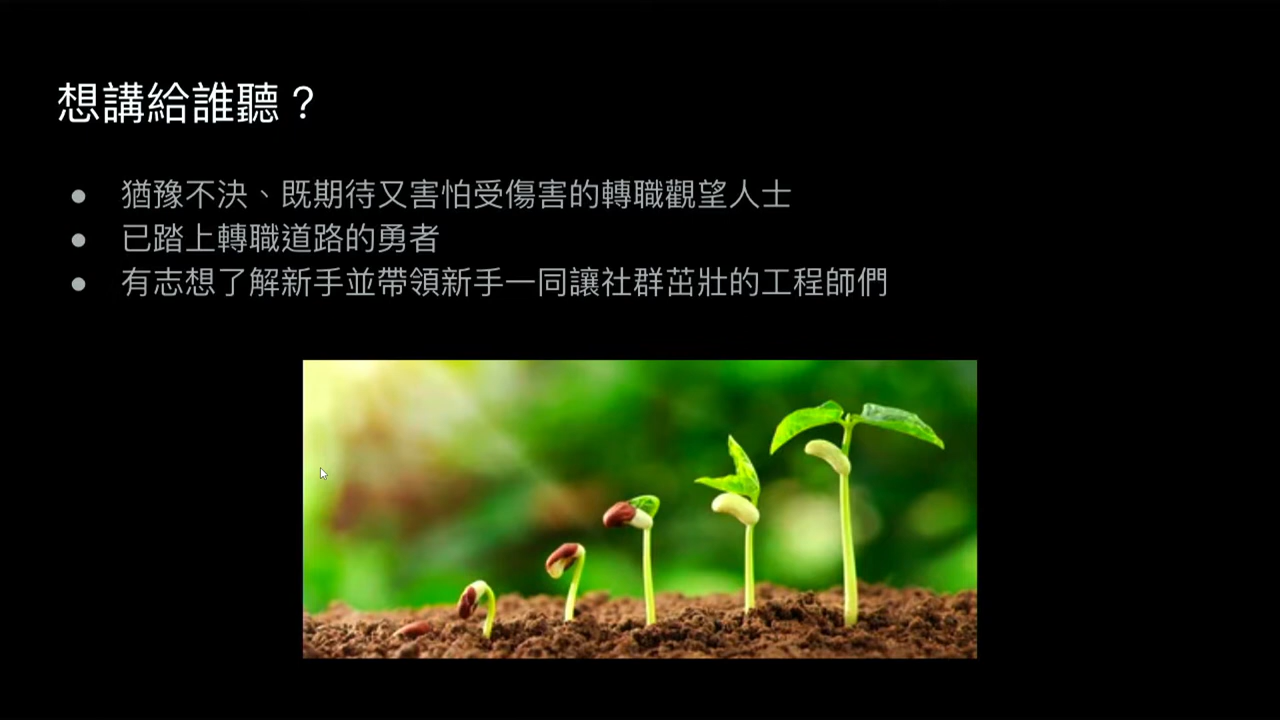 想講給誰聽？
● 猶豫不決、既期待又害怕受傷害的轉職觀望人士
● 已踏上轉職道路的勇者
● 有志想了解新手並帶領新手一同讓社群茁壯的工程師們